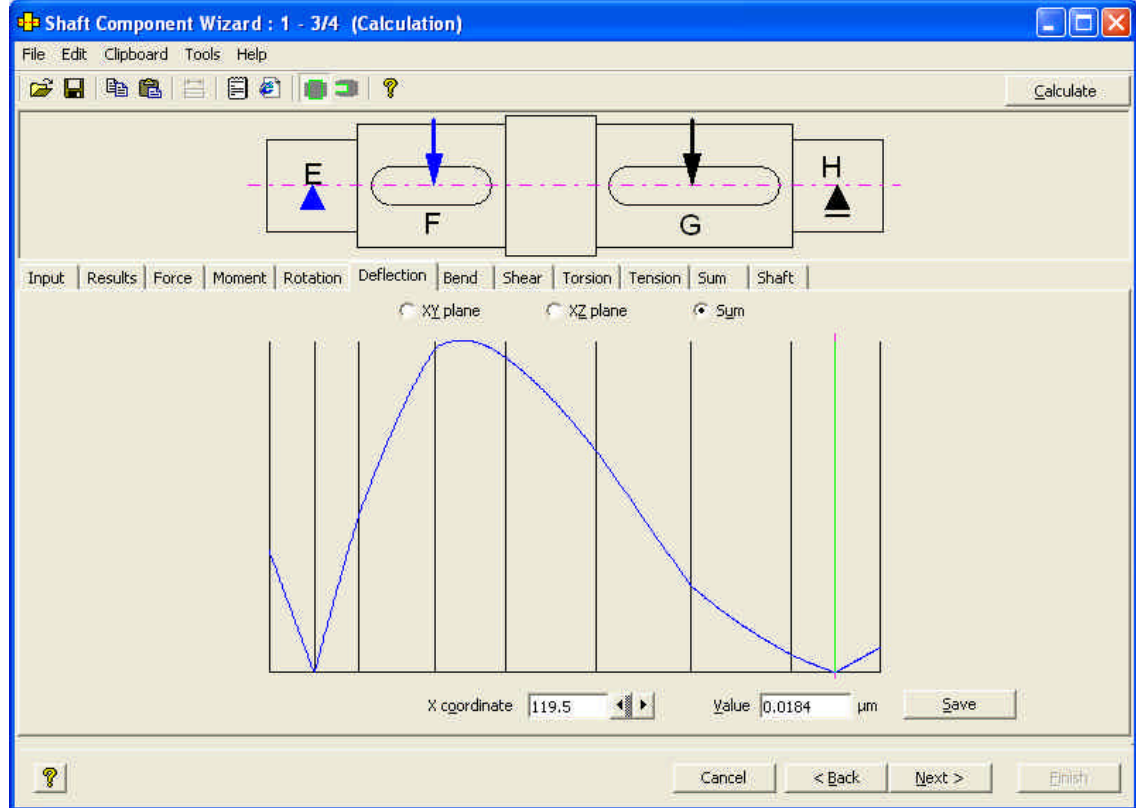 Shaft Component Wizard : 1 - 3/4 (Calculation)
File Edit Clipboard Tools Help
Calculate
E F G H
Input Results Force Moment Rotation Deflection Bend Shear Torsion Tension Sum Shaft
XY plane XZ plane Sum
X coordinate 119.5 Value 0.0184 µm Save
? Cancel < Back Next > Finish